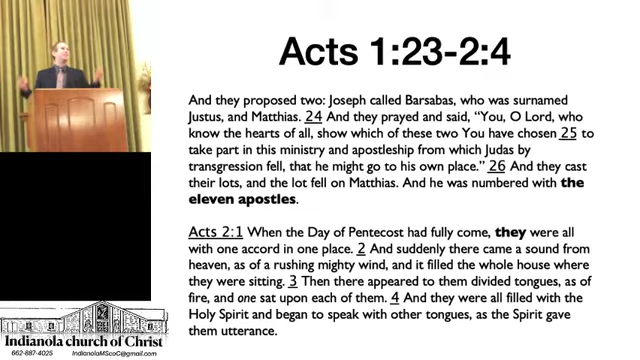 Acts 1:23-2:4
And they proposed two: Joseph called Barsabas, who was surnamed
Justus, and Matthias. 24 And they prayed and said, “You, O Lord, who
know the hearts of all, show which of these two You have chosen 25 to
take part in this ministry and apostleship from which Judas by
transgression fell, that he might go to his own place.” 26 And they cast
their lots, and the lot fell on Matthias. And he was numbered with the
eleven apostles.
Acts 2:1 When the Day of Pentecost had fully come, they were all
with one accord in one place. 2 And suddenly there came a sound from
heaven, as of a rushing mighty wind, and it filled the whole house where
they were sitting. 3 Then there appeared to them divided tongues, as of
fire, and one sat upon each of them. 4 And they were all filled with the
Holy Spirit and began to speak with other tongues, as the Spirit gave
them utterance.
Indianola church of Christ
662-887-4025 IndianolaMScoC@gmail.com